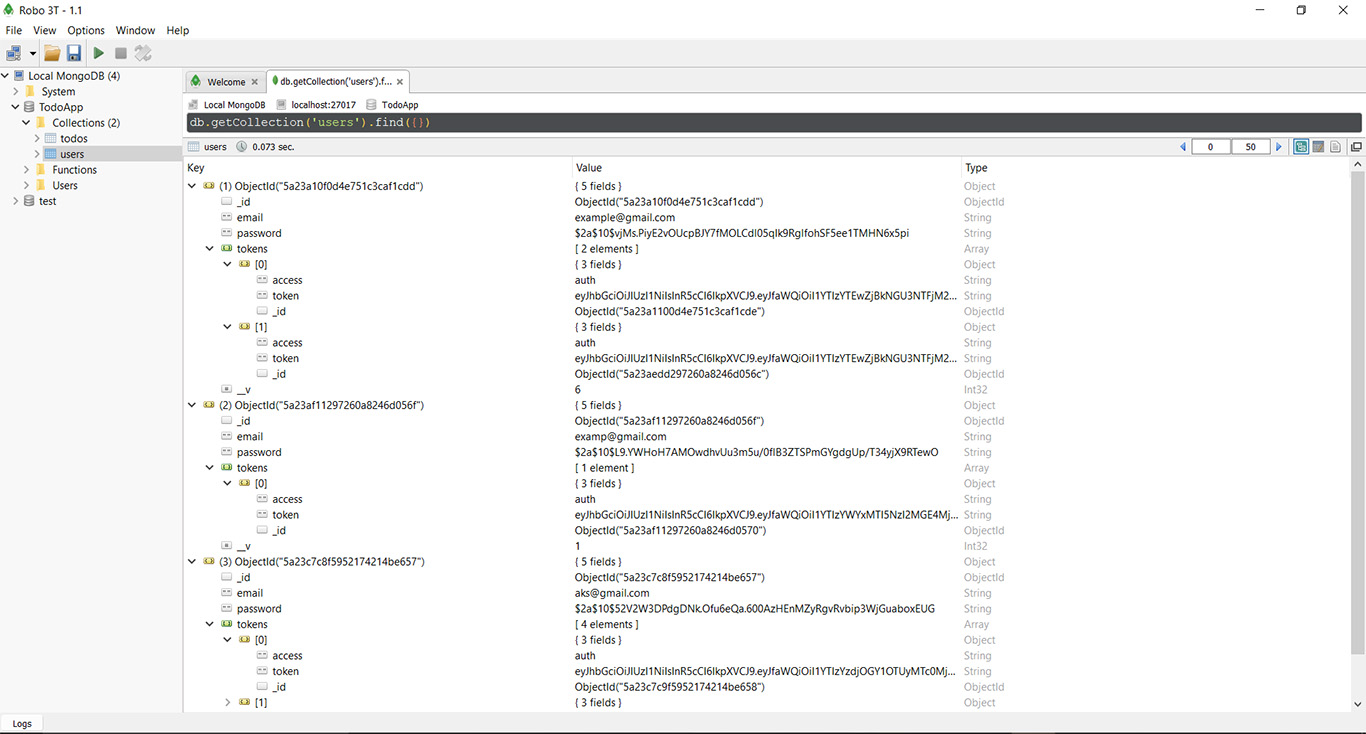 Robo 3T - 1.1
File View Options Window Help
Local MongoDB (4)
System
TodoApp
Collections (2)
todos
users
Functions
Users
test
Welcome db.getCollection('users').f...
Local MongoDB localhost:27017 TodoApp
db.getCollection('users').find({})
users 0.073 sec. 0 50
Key Value Type
(1) ObjectId("5a23a10f0d4e751c3caf1cdd") { 5 fields } Object
_id ObjectId("5a23a10f0d4e751c3caf1cdd") ObjectId
email example@gmail.com String
password $2a$10$vjMs.PiyE2vOUcpBJY7fMOLCdI05qIk9RgIfohSF5ee1TMHN6x5pi String
tokens [ 2 elements ] Array
[0] { 3 fields } Object
access auth String
token eyJhbGciOiJIUzI1NiIsInR5cCI6IkpXVCJ9.eyJfaWQiOiI1YTIzYTEwZjBkNGU3NTFjM2... String
_id ObjectId("5a23a1100d4e751c3caf1cde") ObjectId
[1] { 3 fields } Object
access auth String
token eyJhbGciOiJIUzI1NiIsInR5cCI6IkpXVCJ9.eyJfaWQiOiI1YTIzYTEwZjBkNGU3NTFjM2... String
_id ObjectId("5a23aedd297260a8246d056c") ObjectId
__v 6 Int32
(2) ObjectId("5a23af11297260a8246d056f") { 5 fields } Object
_id ObjectId("5a23af11297260a8246d056f") ObjectId
email examp@gmail.com String
password $2a$10$L9.YWHoH7AMOwdhvUu3m5u/0fIB3ZTSPmGYgdgUp/T34yjX9RTewO String
tokens [ 1 element ] Array
[0] { 3 fields } Object
access auth String
token eyJhbGciOiJIUzI1NiIsInR5cCI6IkpXVCJ9.eyJfaWQiOiI1YTIzYWYxMTI5NzI2MGE4Mj... String
_id ObjectId("5a23af11297260a8246d0570") ObjectId
__v 1 Int32
(3) ObjectId("5a23c7c8f5952174214be657") { 5 fields } Object
_id ObjectId("5a23c7c8f5952174214be657") ObjectId
email aks@gmail.com String
password $2a$10$52V2W3DPdgDNk.Ofu6eQa.600AzHEnMZyRgvRvbip3WjGuaboxEUG String
tokens [ 4 elements ] Array
[0] { 3 fields } Object
access auth String
token eyJhbGciOiJIUzI1NiIsInR5cCI6IkpXVCJ9.eyJfaWQiOiI1YTIzYzdjOGY1OTUyMTc0Mj... String
_id ObjectId("5a23c7c9f5952174214be658") ObjectId
[1] { 3 fields } Object
Logs